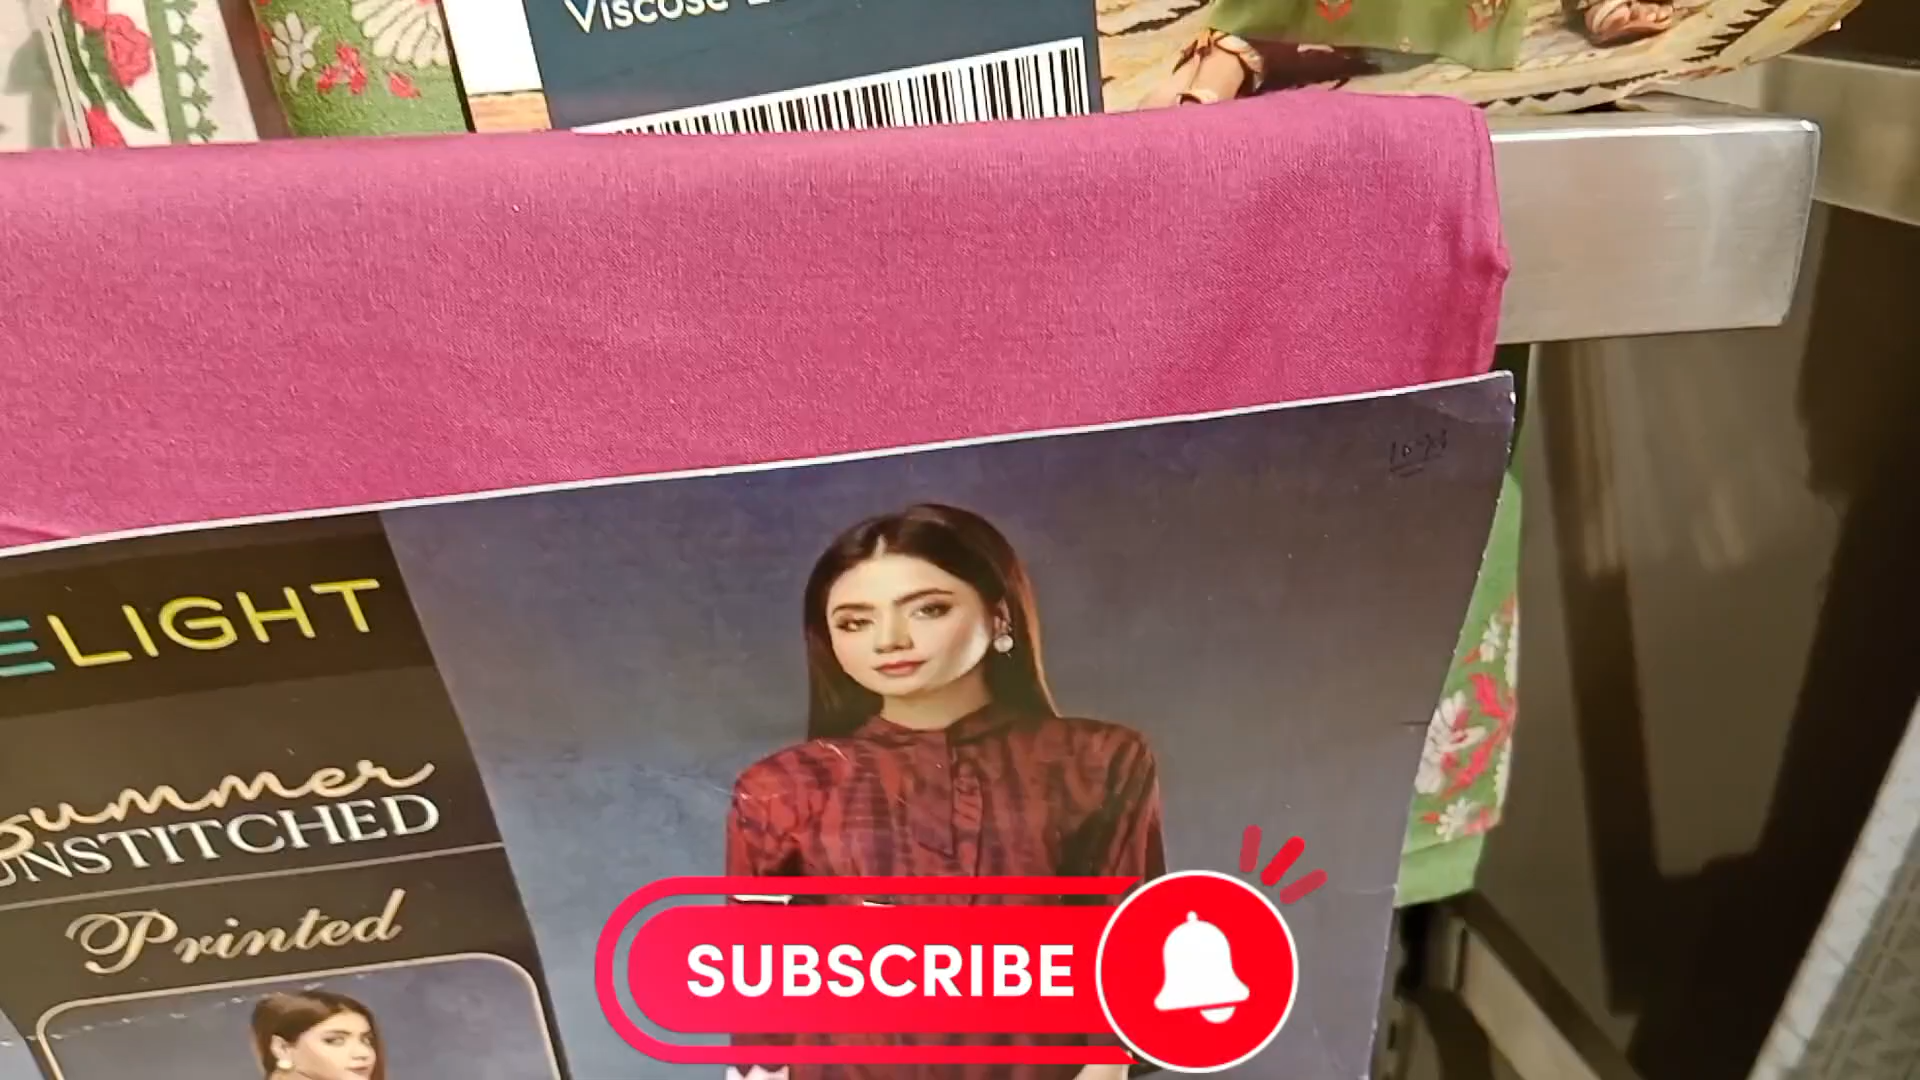 Viscose
ELIGHT
Summer
UNSTITCHED
Printed
SUBSCRIBE